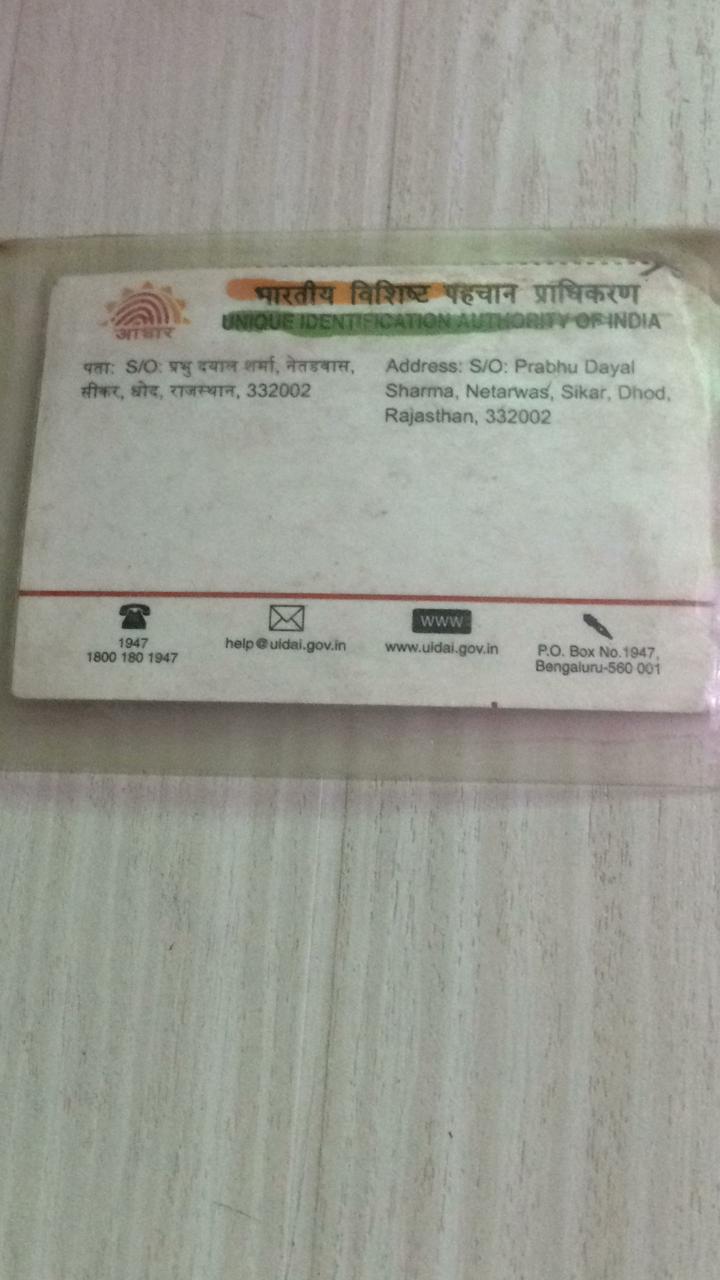 आधार
भारतीय विशिष्ट पहचान प्राधिकरण
UNIQUE IDENTIFICATION AUTHORITY OF INDIA
पता: S/O: प्रभु दयाल शर्मा, नेतडवास,
सीकर, धोद, राजस्थान, 332002
Address: S/O: Prabhu Dayal
Sharma, Netarwas, Sikar, Dhod,
Rajasthan, 332002
1947
1800 180 1947
help@uidai.gov.in
WWW
www.uidai.gov.in
P.O. Box No.1947,
Bengaluru-560 001